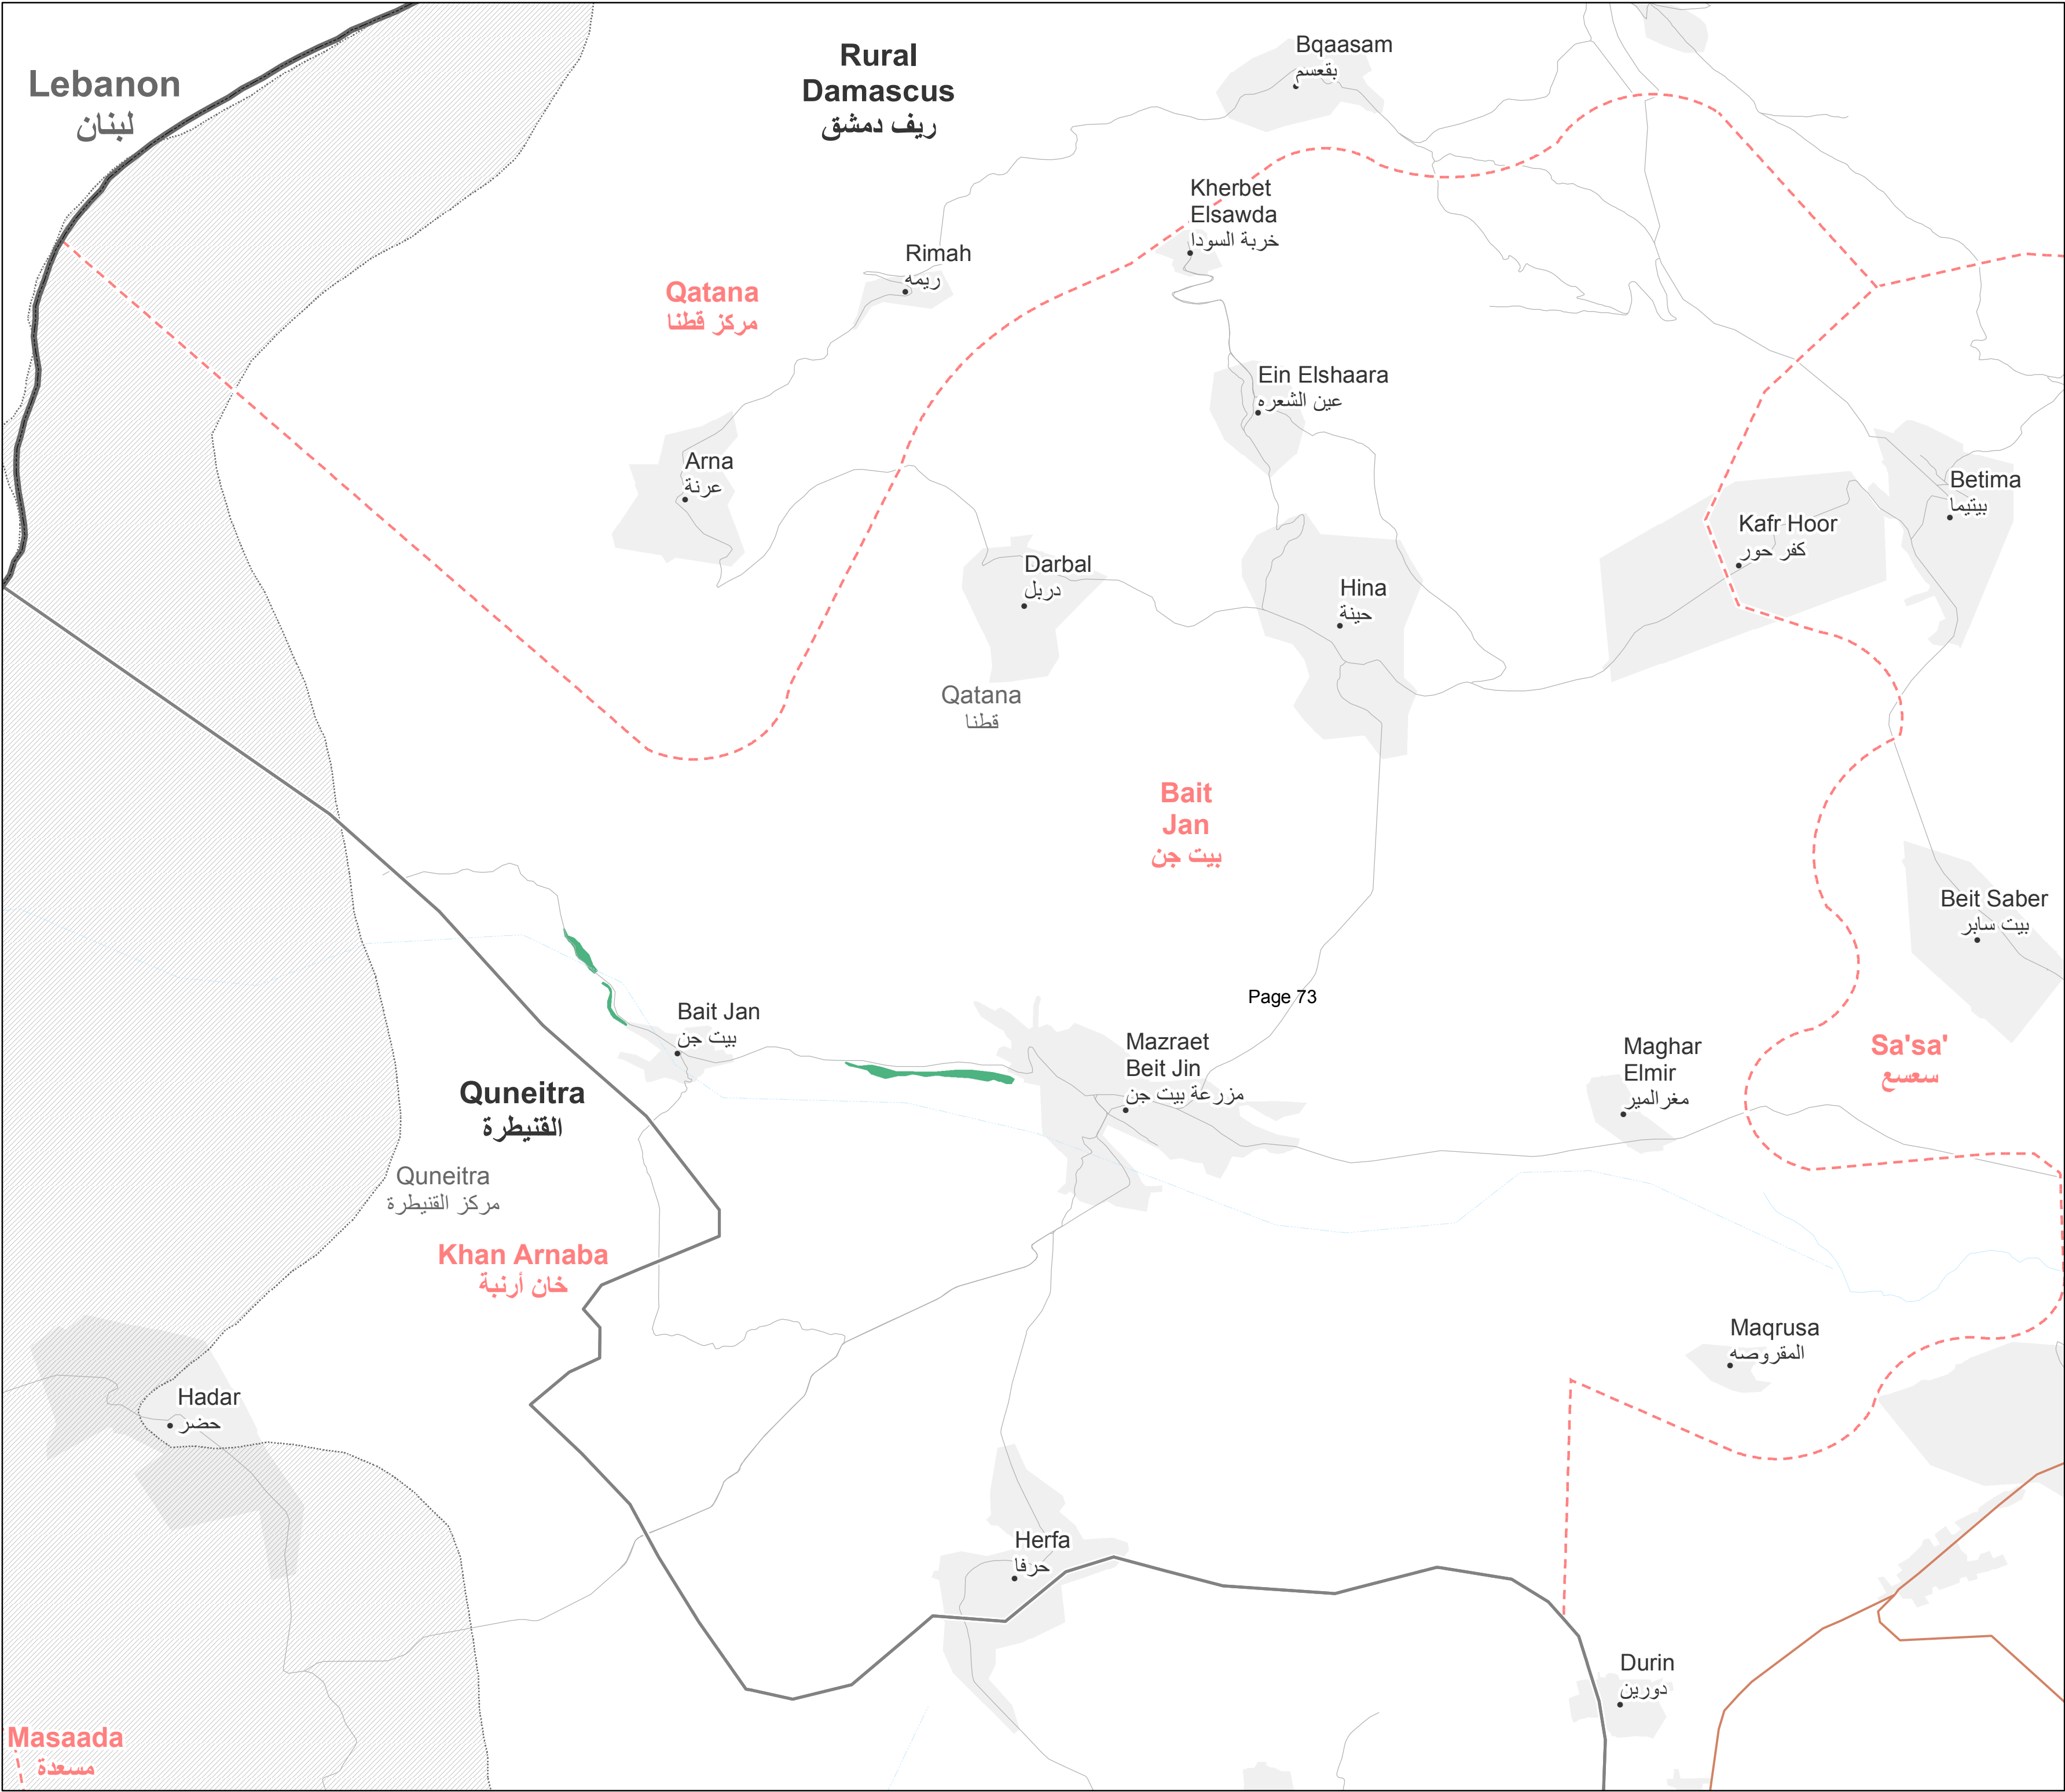 Lebanon
لبنان
Rural
Damascus
ريف دمشق
Bqaasam
بقعسم
Kherbet
Elsawda
خربة السودا
Rimah
ريمه
Qatana
مركز قطنا
Ein Elshaara
عين الشعره
Arna
عرنة
Betima
بيتيما
Kafr Hoor
كفر حور
Darbal
دربل
Hina
حينة
Qatana
قطنا
Bait
Jan
بيت جن
Beit Saber
بيت سابر
Page 73
Bait Jan
بيت جن
Mazraet
Beit Jin
مزرعة بيت جن
Maghar
Elmir
مغرالمير
Sa'sa'
سعسع
Quneitra
القنيطرة
Quneitra
مركز القنيطرة
Khan Arnaba
خان أرنبة
Maqrusa
المقروصه
Hadar
حضر
Herfa
حرفا
Durin
دورين
Masaada
مسعدة